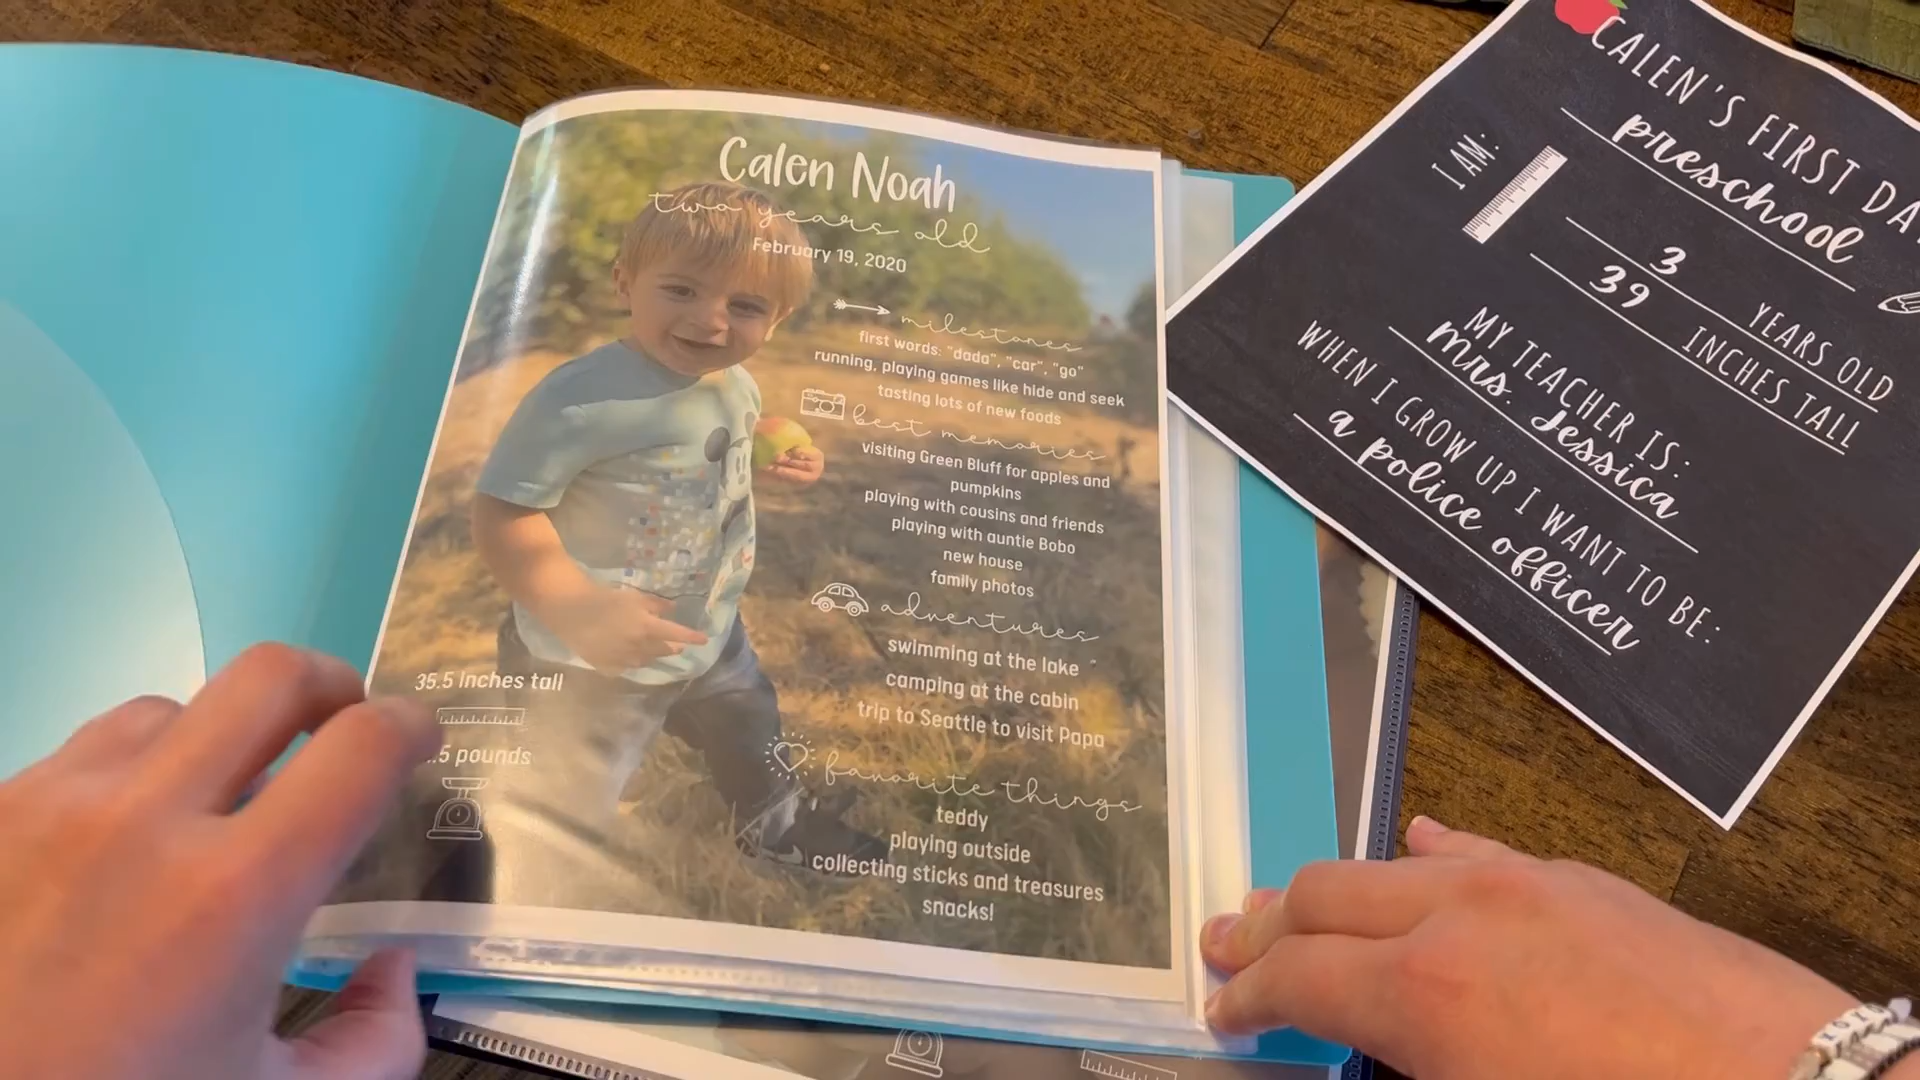 Calen Noah
two years old
February 19, 2020
milestones
first words: "dada", "car", "go"
running, playing games like hide and seek
tasting lots of new foods
best memories
visiting Green Bluff for apples and
pumpkins
playing with cousins and friends
playing with auntie Bobo
new house
family photos
adventures
swimming at the lake
camping at the cabin
trip to Seattle to visit Papa
favorite things
teddy
playing outside
collecting sticks and treasures
snacks!
35.5 inches tall
.5 pounds
CALEN'S FIRST DA
preschool
I AM:
3 YEARS OLD
39 INCHES TALL
MY TEACHER IS:
Mrs. Jessica
WHEN I GROW UP I WANT TO BE:
a police officer